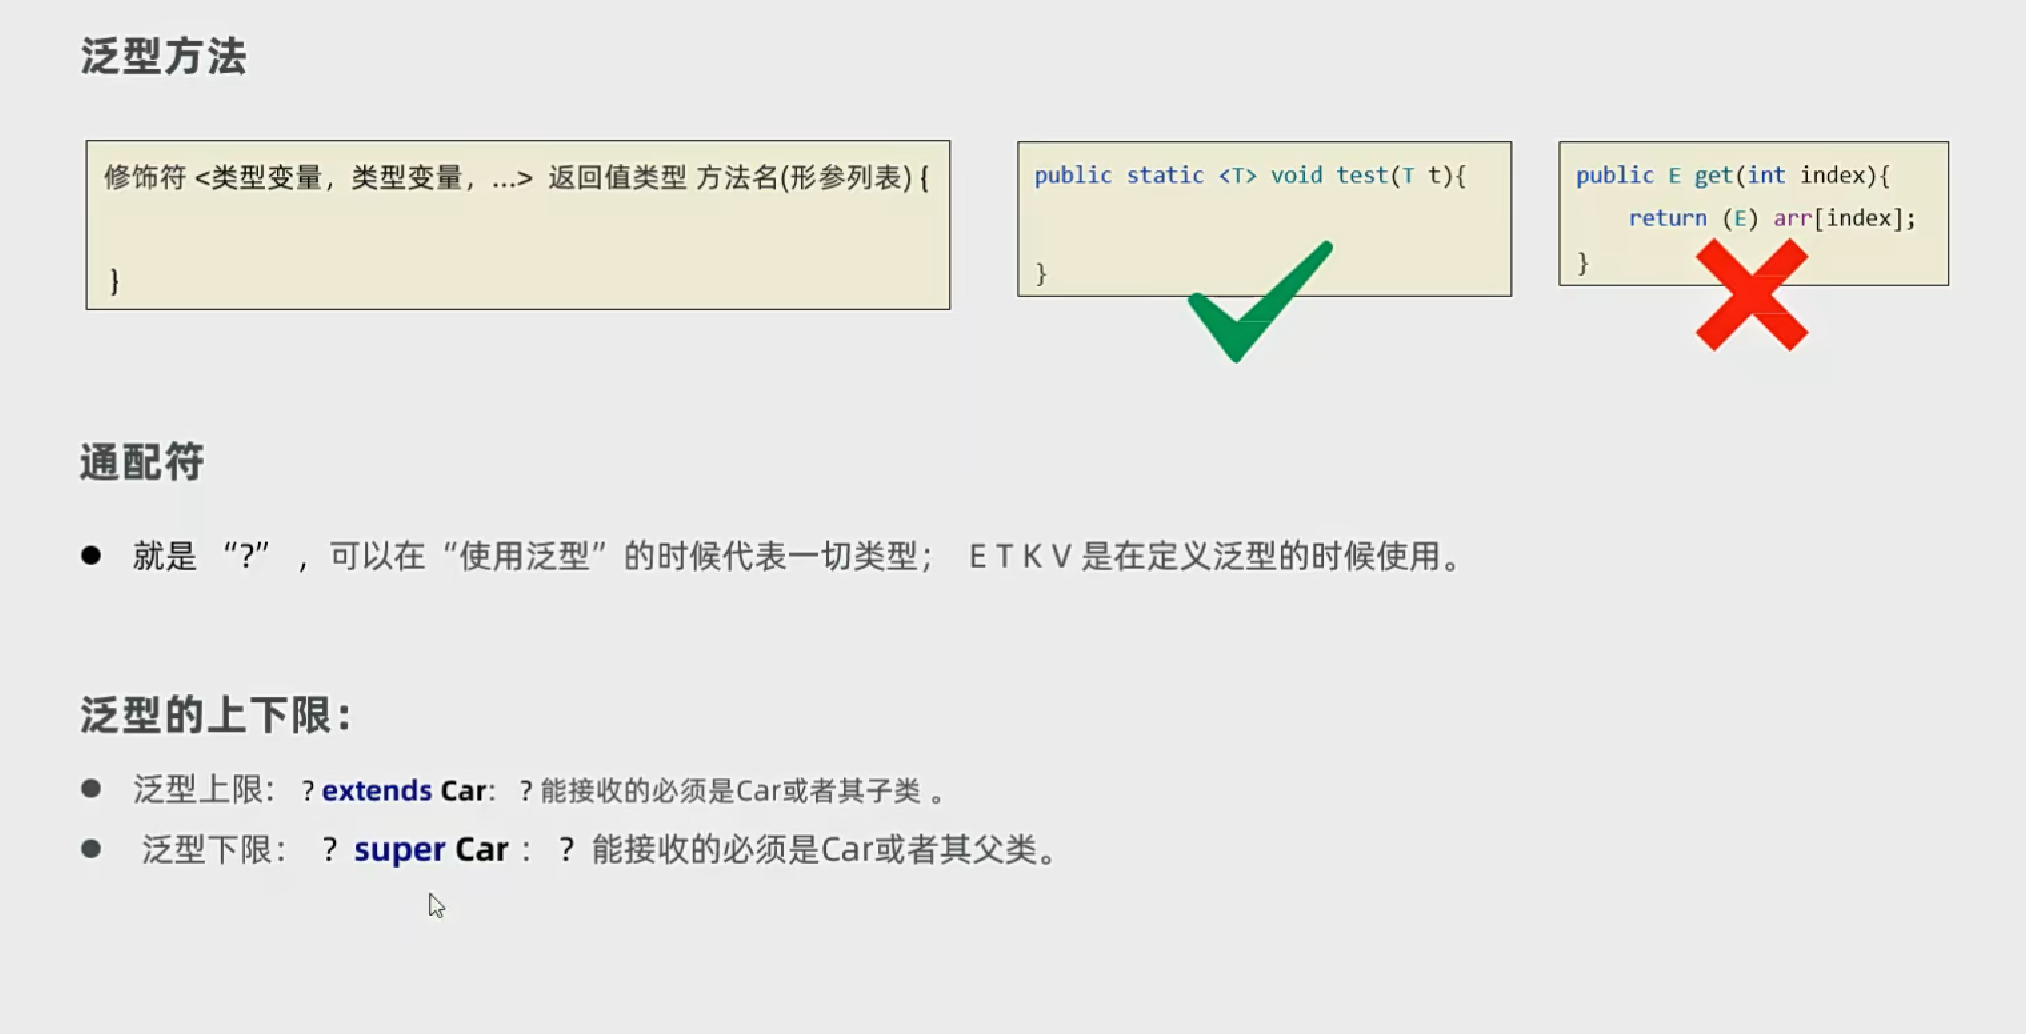 泛型方法
修饰符 <类型变量，类型变量，...> 返回值类型 方法名(形参列表) {
}
public static <T> void test(T t){
}
public E get(int index){
return (E) arr[index];
}
通配符
● 就是 “?” ，可以在“使用泛型”的时候代表一切类型； E T K V 是在定义泛型的时候使用。
泛型的上下限：
● 泛型上限： ? extends Car: ? 能接收的必须是Car或者其子类 。
● 泛型下限： ? super Car : ? 能接收的必须是Car或者其父类。